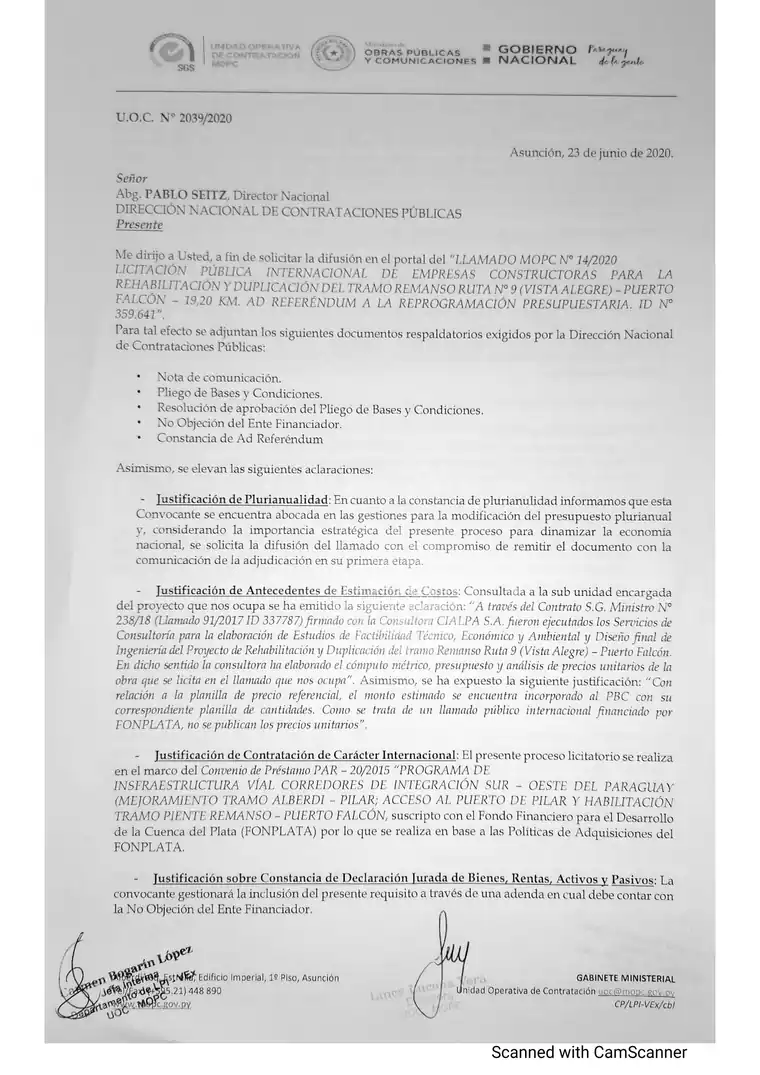 SGS
UNIDAD OPERATIVA
DE CONTRATACIÓN
MOPC
Ministerio de
OBRAS PÚBLICAS
Y COMUNICACIONES
GOBIERNO
NACIONAL
Paraguay
de la gente
U.O.C. N° 2039/2020
Asunción, 23 de junio de 2020.
Señor
Abg. PABLO SEITZ, Director Nacional
DIRECCIÓN NACIONAL DE CONTRATACIONES PÚBLICAS
Presente
Me dirijo a Usted, a fin de solicitar la difusión en el portal del "LLAMADO MOPC N° 14/2020
LICITACIÓN PÚBLICA INTERNACIONAL DE EMPRESAS CONSTRUCTORAS PARA LA
REHABILITACIÓN Y DUPLICACIÓN DEL TRAMO REMANSO RUTA N° 9 (VISTA ALEGRE) – PUERTO
FALCÓN – 19,20 KM. AD REFERÉNDUM A LA REPROGRAMACIÓN PRESUPUESTARIA. ID N°
359.641".
Para tal efecto se adjuntan los siguientes documentos respaldatorios exigidos por la Dirección Nacional
de Contrataciones Públicas:
• Nota de comunicación.
• Pliego de Bases y Condiciones.
• Resolución de aprobación del Pliego de Bases y Condiciones.
• No Objeción del Ente Financiador.
• Constancia de Ad Referéndum
Asimismo, se elevan las siguientes aclaraciones:
- Justificación de Plurianualidad: En cuanto a la constancia de plurianulidad informamos que esta
Convocante se encuentra abocada en las gestiones para la modificación del presupuesto plurianual
y, considerando la importancia estratégica del presente proceso para dinamizar la economía
nacional, se solicita la difusión del llamado con el compromiso de remitir el documento con la
comunicación de la adjudicación en su primera etapa.
- Justificación de Antecedentes de Estimación de Costos: Consultada a la sub unidad encargada
del proyecto que nos ocupa se ha emitido la siguiente aclaración: "A través del Contrato S.G. Ministro N°
238/18 (Llamado 91/2017 ID 337787) firmado con la Consultora CIALPA S.A. fueron ejecutados los Servicios de
Consultoría para la elaboración de Estudios de Factibilidad Técnico, Económico y Ambiental y Diseño final de
Ingeniería del Proyecto de Rehabilitación y Duplicación del tramo Remanso Ruta 9 (Vista Alegre) – Puerto Falcón.
En dicho sentido la consultora ha elaborado el cómputo métrico, presupuesto y análisis de precios unitarios de la
obra que se licita en el llamado que nos ocupa". Asimismo, se ha expuesto la siguiente justificación: "Con
relación a la planilla de precio referencial, el monto estimado se encuentra incorporado al PBC con su
correspondiente planilla de cantidades. Como se trata de un llamado público internacional financiado por
FONPLATA, no se publican los precios unitarios".
- Justificación de Contratación de Carácter Internacional: El presente proceso licitatorio se realiza
en el marco del Convenio de Préstamo PAR – 20/2015 "PROGRAMA DE
INSFRAESTRUCTURA VÍAL CORREDORES DE INTEGRACIÓN SUR – OESTE DEL PARAGUAY
(MEJORAMIENTO TRAMO ALBERDI – PILAR; ACCESO AL PUERTO DE PILAR Y HABILITACIÓN
TRAMO PIENTE REMANSO – PUERTO FALCÓN, suscripto con el Fondo Financiero para el Desarrollo
de la Cuenca del Plata (FONPLATA) por lo que se realiza en base a las Políticas de Adquisiciones del
FONPLATA.
- Justificación sobre Constancia de Declaración Jurada de Bienes, Rentas, Activos y Pasivos: La
convocante gestionará la inclusión del presente requisito a través de una adenda en cual debe contar con
la No Objeción del Ente Financiador.
Bogarín López
Jefa Interina
Departamento de LPI -VEx
UOC - MOPC
Edificio Imperial, 1º Piso, Asunción
21) 448 890
.gov.py
GABINETE MINISTERIAL
Unidad Operativa de Contratación uoc@mopc.gov.py
CP/LPI-VEx/cbl
Scanned with CamScanner